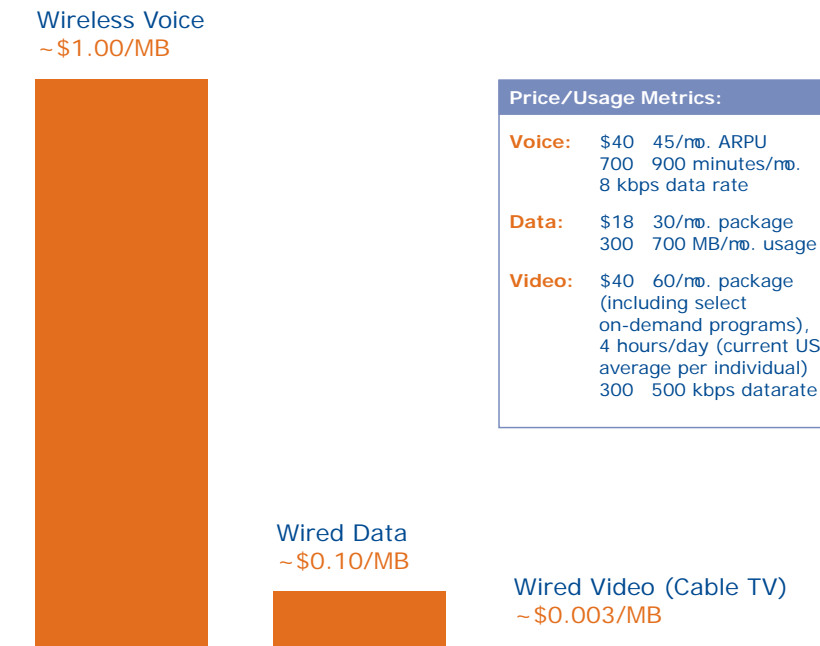 Wireless Voice
~$1.00/MB
Price/Usage Metrics:
Voice: $40 45/mo. ARPU
700 900 minutes/mo.
8 kbps data rate
Data: $18 30/mo. package
300 700 MB/mo. usage
Video: $40 60/mo. package
(including select
on-demand programs),
4 hours/day (current US
average per individual)
300 500 kbps datarate
Wired Data
~$0.10/MB
Wired Video (Cable TV)
~$0.003/MB